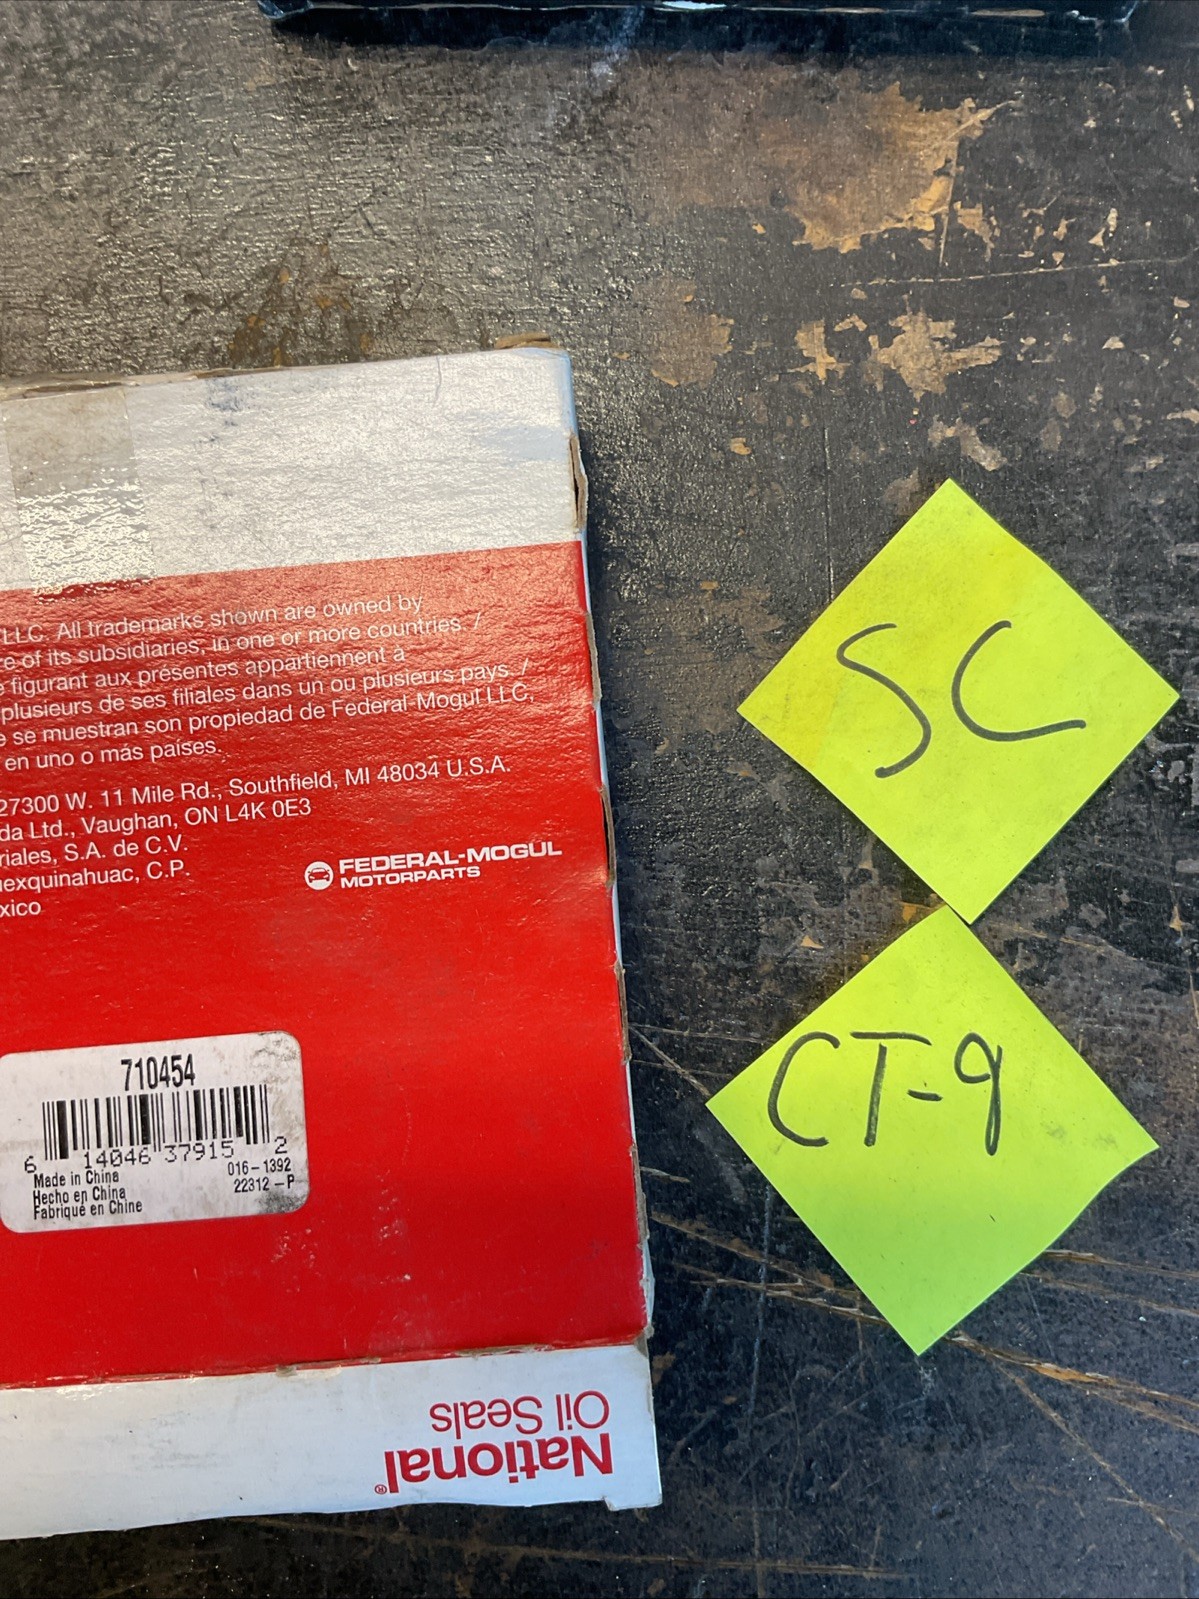 LLC. All trademarks shown are owned by
re of its subsidiaries, in one or more countries. /
figurant aux présentes appartiennent à
plusieurs de ses filiales dans un ou plusieurs pays. /
e se muestran son propiedad de Federal-Mogul LLC,
en uno o más países.
27300 W. 11 Mile Rd., Southfield, MI 48034 U.S.A.
da Ltd., Vaughan, ON L4K 0E3
riales, S.A. de C.V.
uexquinahuac, C.P.
xico
FEDERAL-MOGUL
MOTORPARTS
710454
6 14046 37915 2
Made in China
Hecho en China
Fabriqué en Chine
016-1392
22312-P
National®
Oil Seals
SC
CT-9